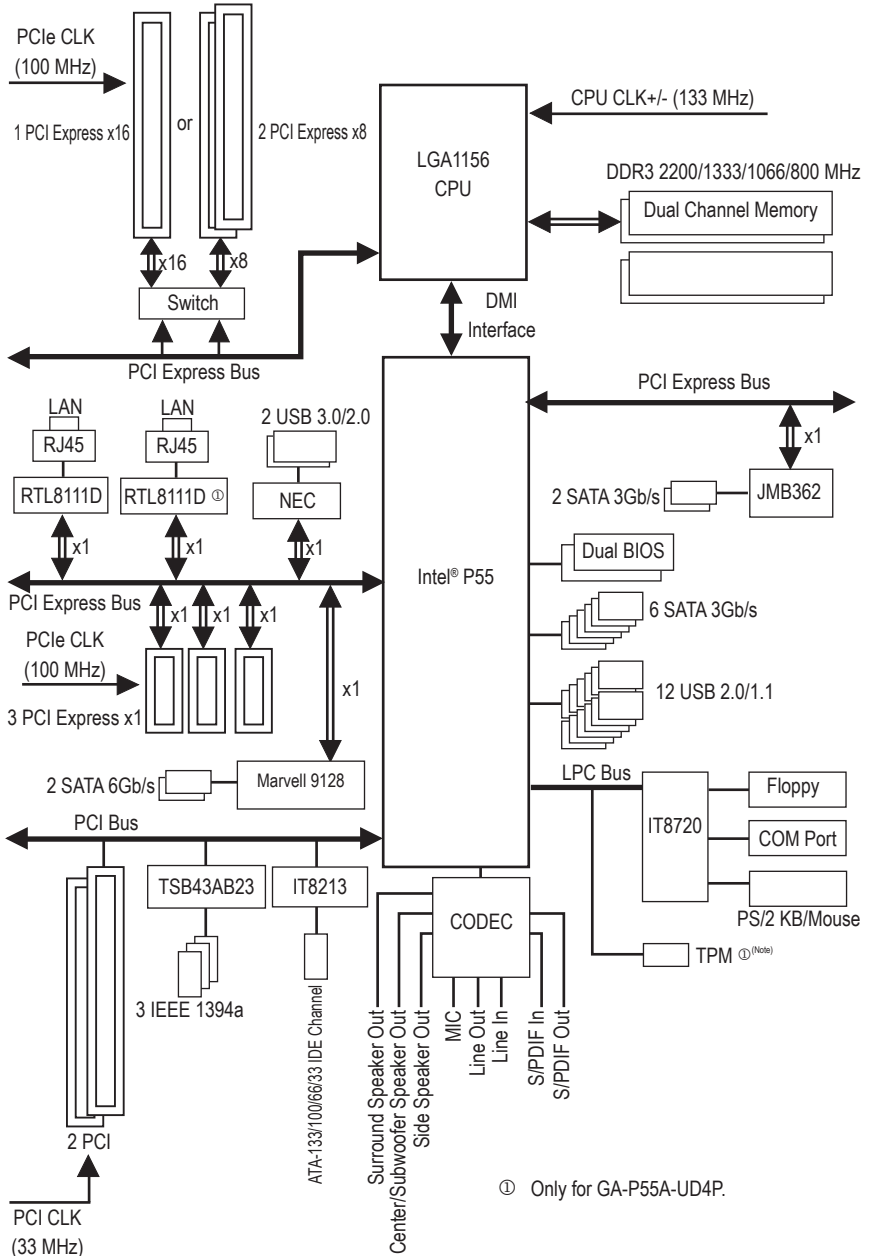 PCIe CLK
(100 MHz)
1 PCI Express x16
or
2 PCI Express x8
x16
x8
Switch
PCI Express Bus
LGA1156
CPU
CPU CLK+/- (133 MHz)
DDR3 2200/1333/1066/800 MHz
Dual Channel Memory
DMI
Interface
LAN
RJ45
RTL8111D
x1
LAN
RJ45
RTL8111D ①
x1
2 USB 3.0/2.0
NEC
x1
PCI Express Bus
x1
x1
x1
PCIe CLK
(100 MHz)
3 PCI Express x1
x1
2 SATA 6Gb/s
Marvell 9128
Intel® P55
PCI Express Bus
x1
2 SATA 3Gb/s
JMB362
Dual BIOS
6 SATA 3Gb/s
12 USB 2.0/1.1
LPC Bus
IT8720
Floppy
COM Port
PS/2 KB/Mouse
TPM ①(Note)
PCI Bus
TSB43AB23
IT8213
3 IEEE 1394a
ATA-133/100/66/33 IDE Channel
2 PCI
PCI CLK
(33 MHz)
CODEC
Surround Speaker Out
Center/Subwoofer Speaker Out
Side Speaker Out
MIC
Line Out
Line In
S/PDIF In
S/PDIF Out
① Only for GA-P55A-UD4P.